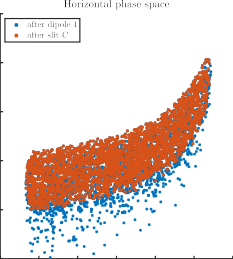 Horizontal phase space
after dipole 1
after slit C